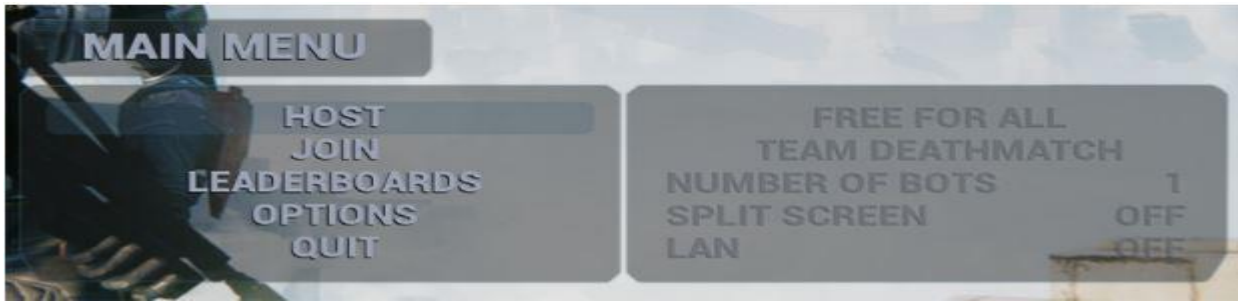 MAIN MENU
HOST
JOIN
LEADERBOARDS
OPTIONS
QUIT
FREE FOR ALL
TEAM DEATHMATCH
NUMBER OF BOTS 1
SPLIT SCREEN OFF
LAN OFF